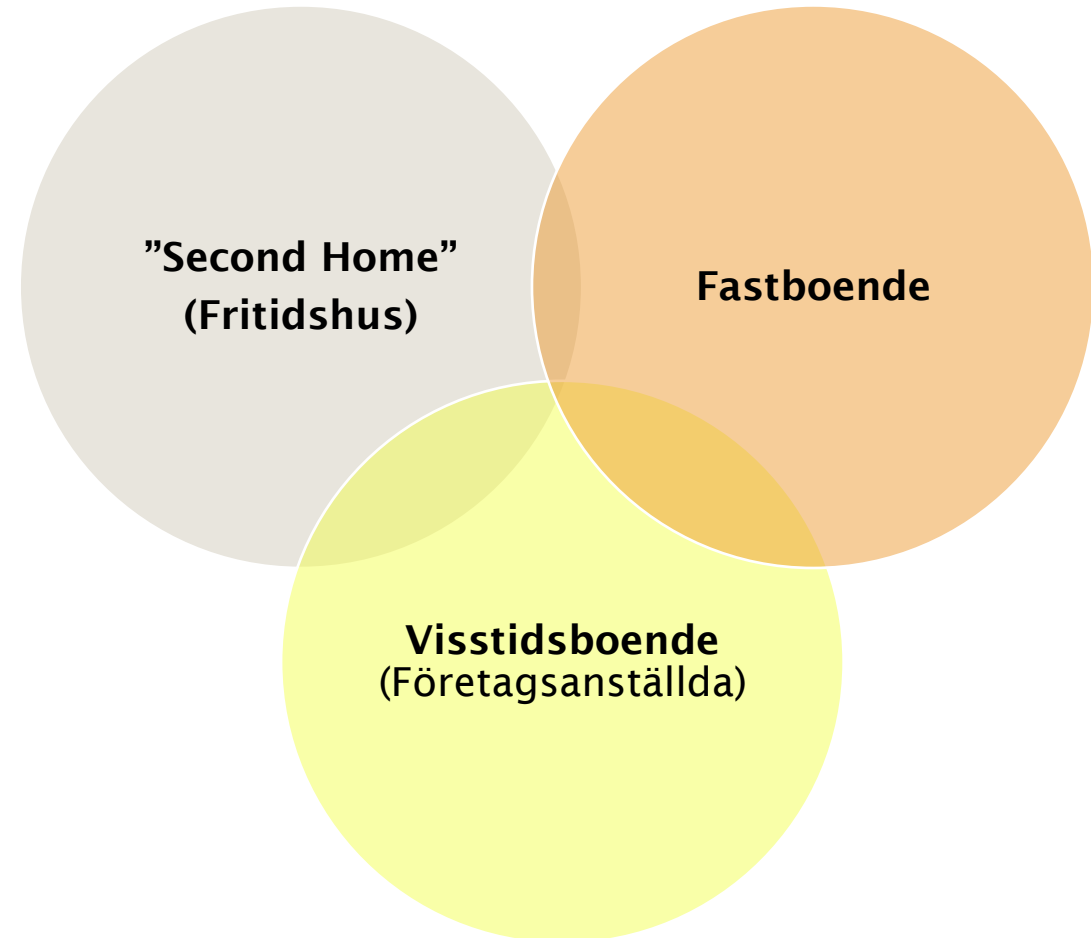 ”Second Home”
(Fritidshus)
Fastboende
Visstidsboende
(Företagsanställda)